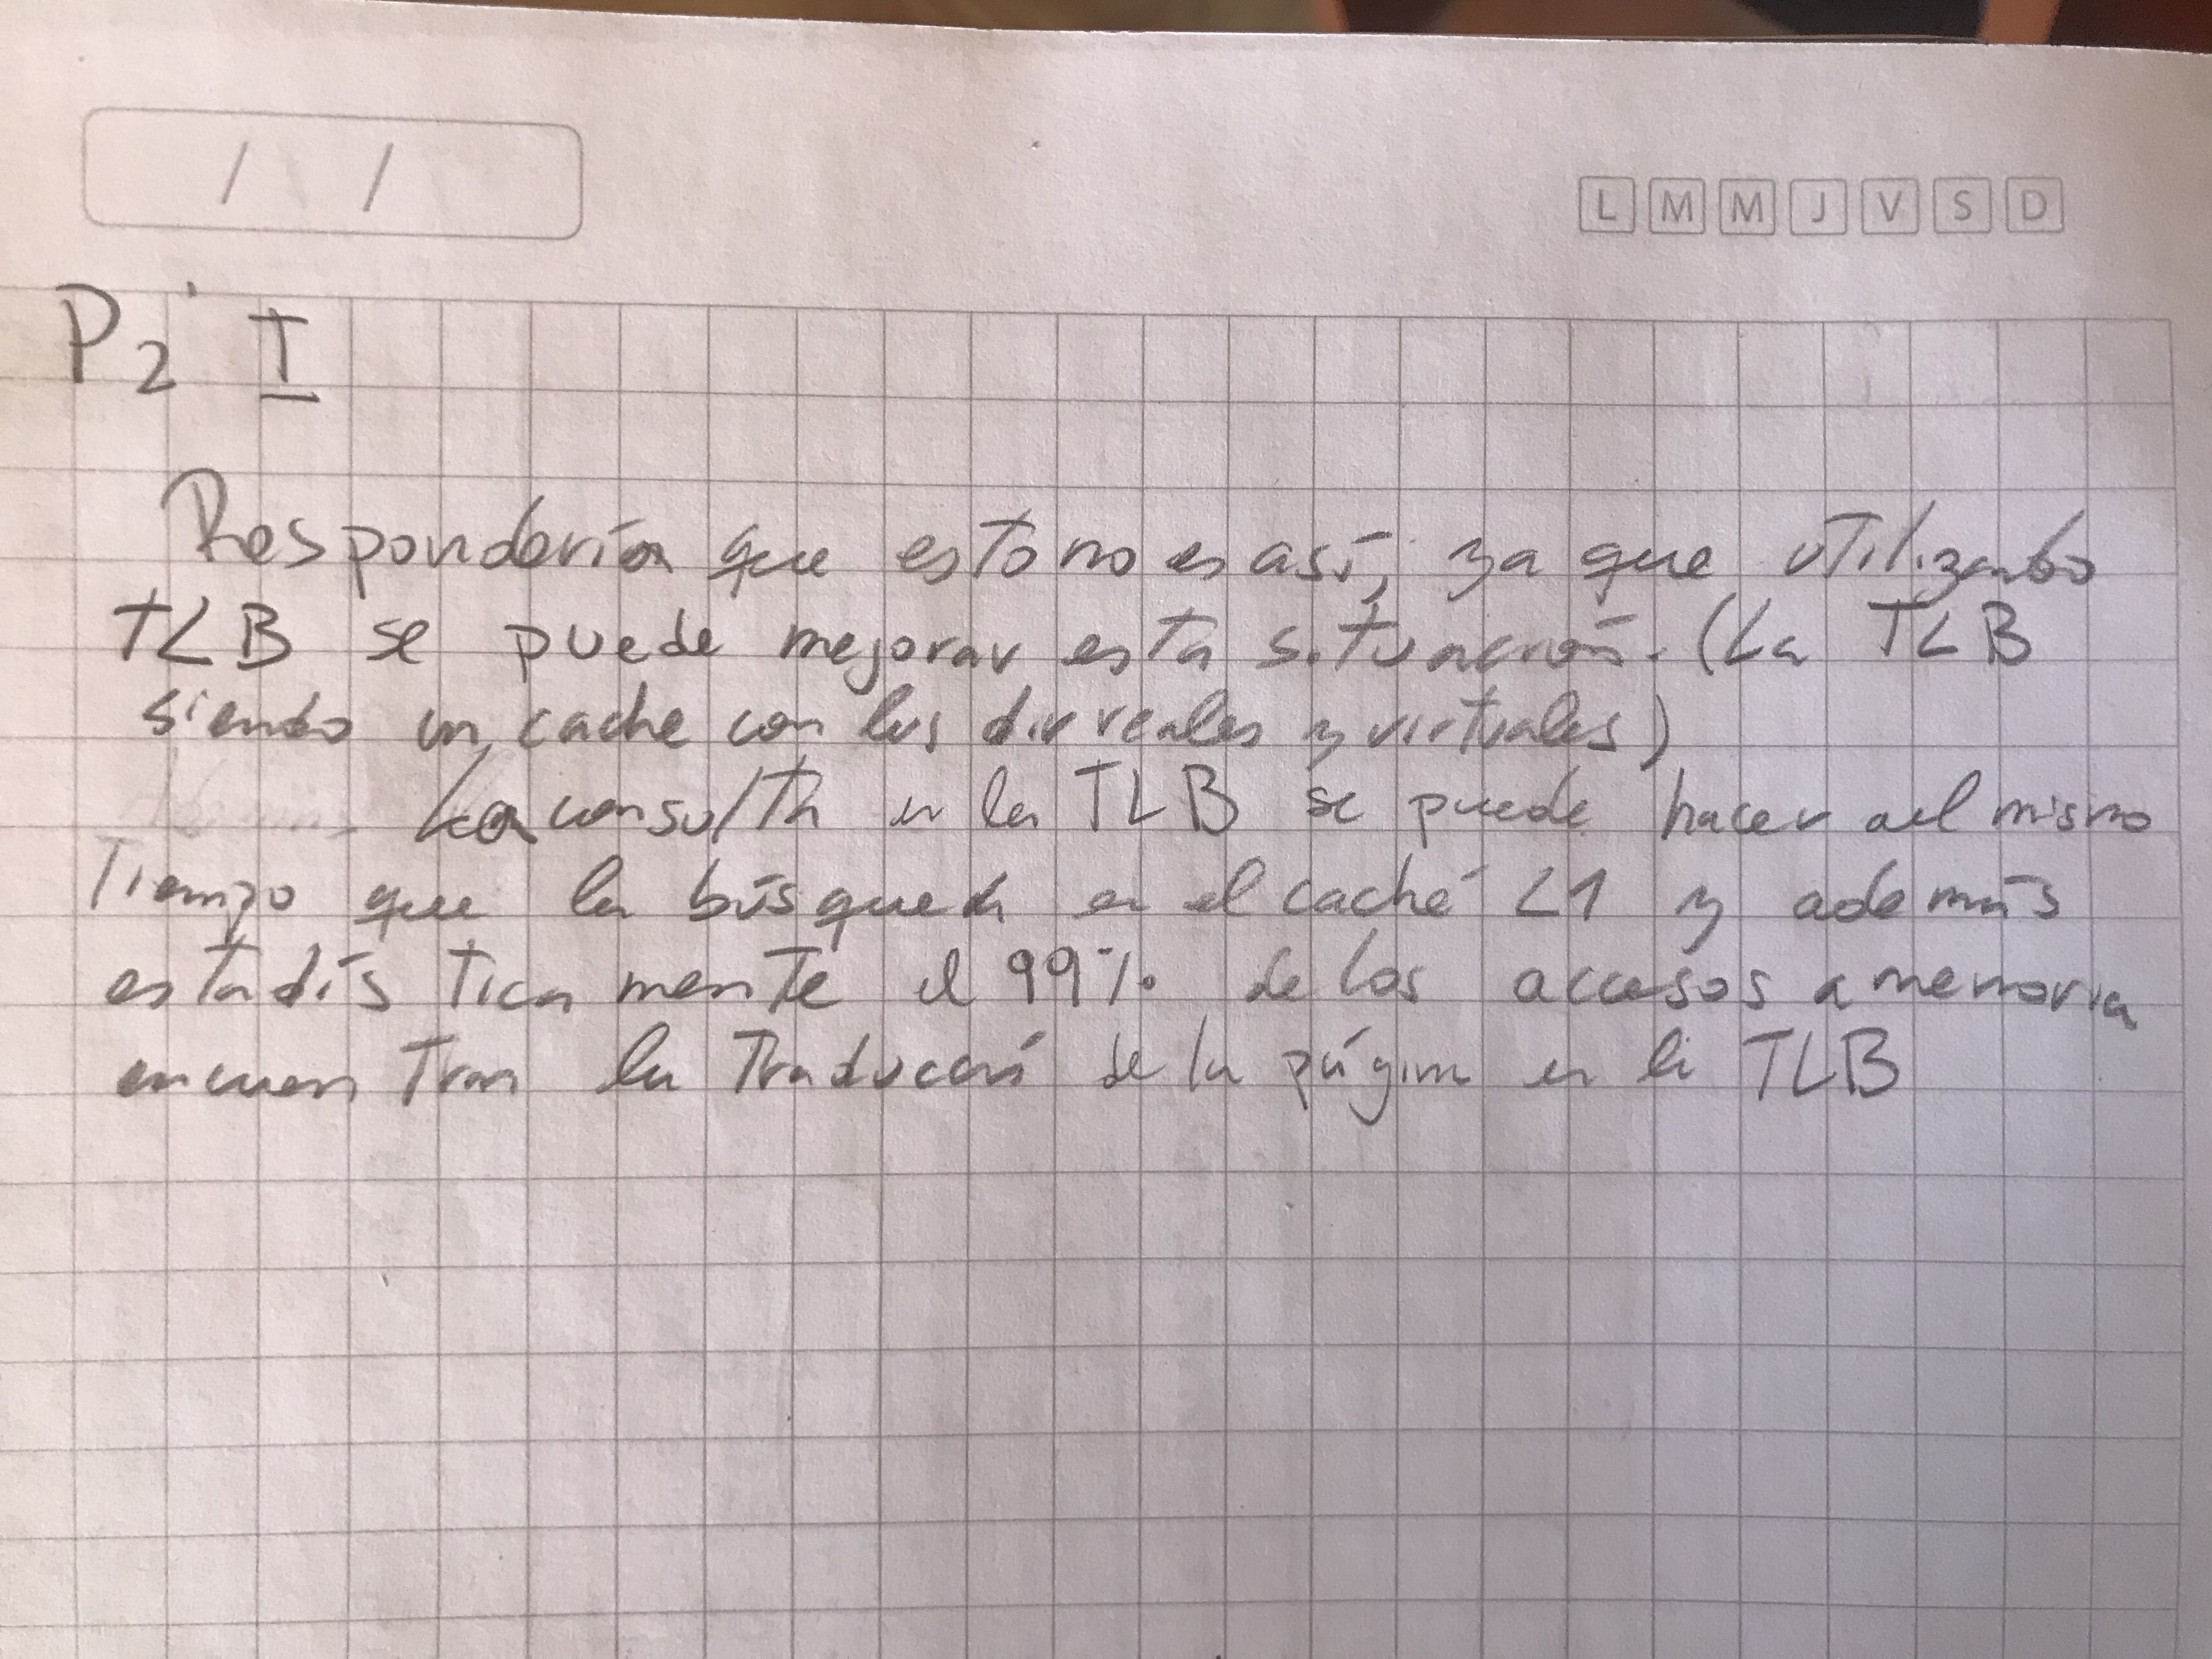 / /
L M M J V S D
P2 I
Respondería que esto no es así, ya que utilizando
TLB se puede mejorar esta situación. (La TLB
siendo un cache con las dir reales y virtuales)
La consulta en la TLB se puede hacer al mismo
Tiempo que la búsqueda en el caché L1 y además
estadísticamente el 99% de los accesos a memoria
encuentran la Traducción de la página en la TLB